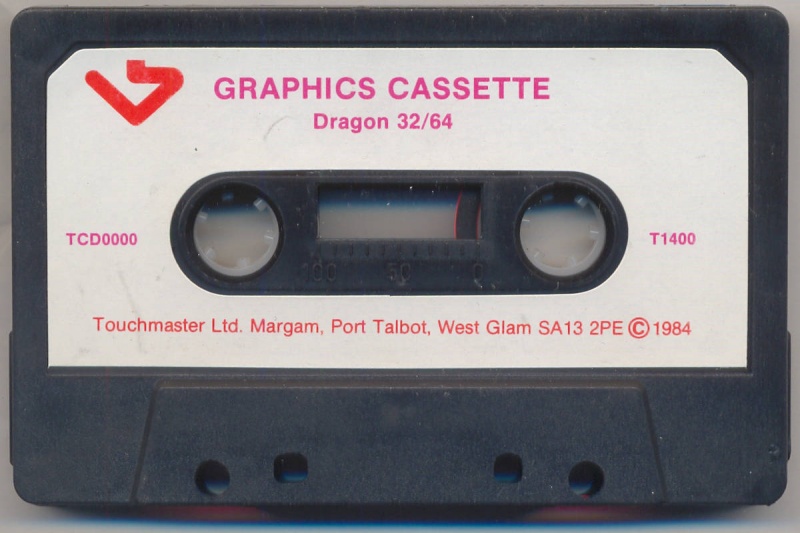 GRAPHICS CASSETTE
Dragon 32/64
TCD0000
T1400
100 50 0
Touchmaster Ltd. Margam, Port Talbot, West Glam SA13 2PE © 1984